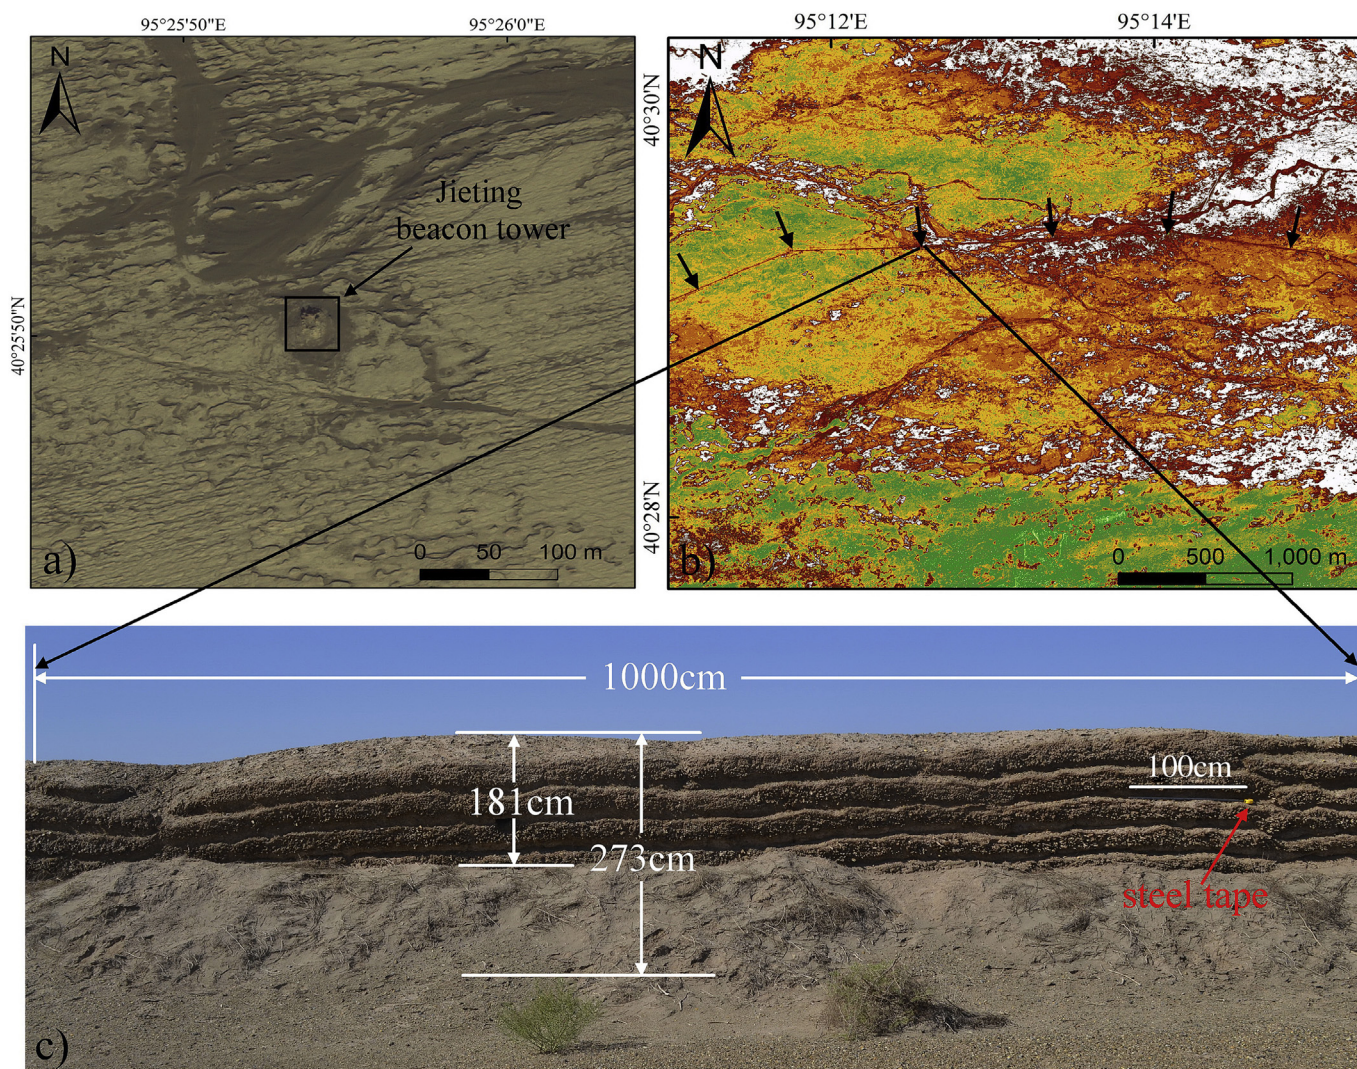 95°25'50"E
95°26'0"E
95°12'E
95°14'E
N
N
40°30'N
Jieting
beacon tower
40°25'50"N
40°28'N
0 50 100 m
a)
0 500 1,000 m
b)
1000cm
100cm
181cm
273cm
steel tape
c)